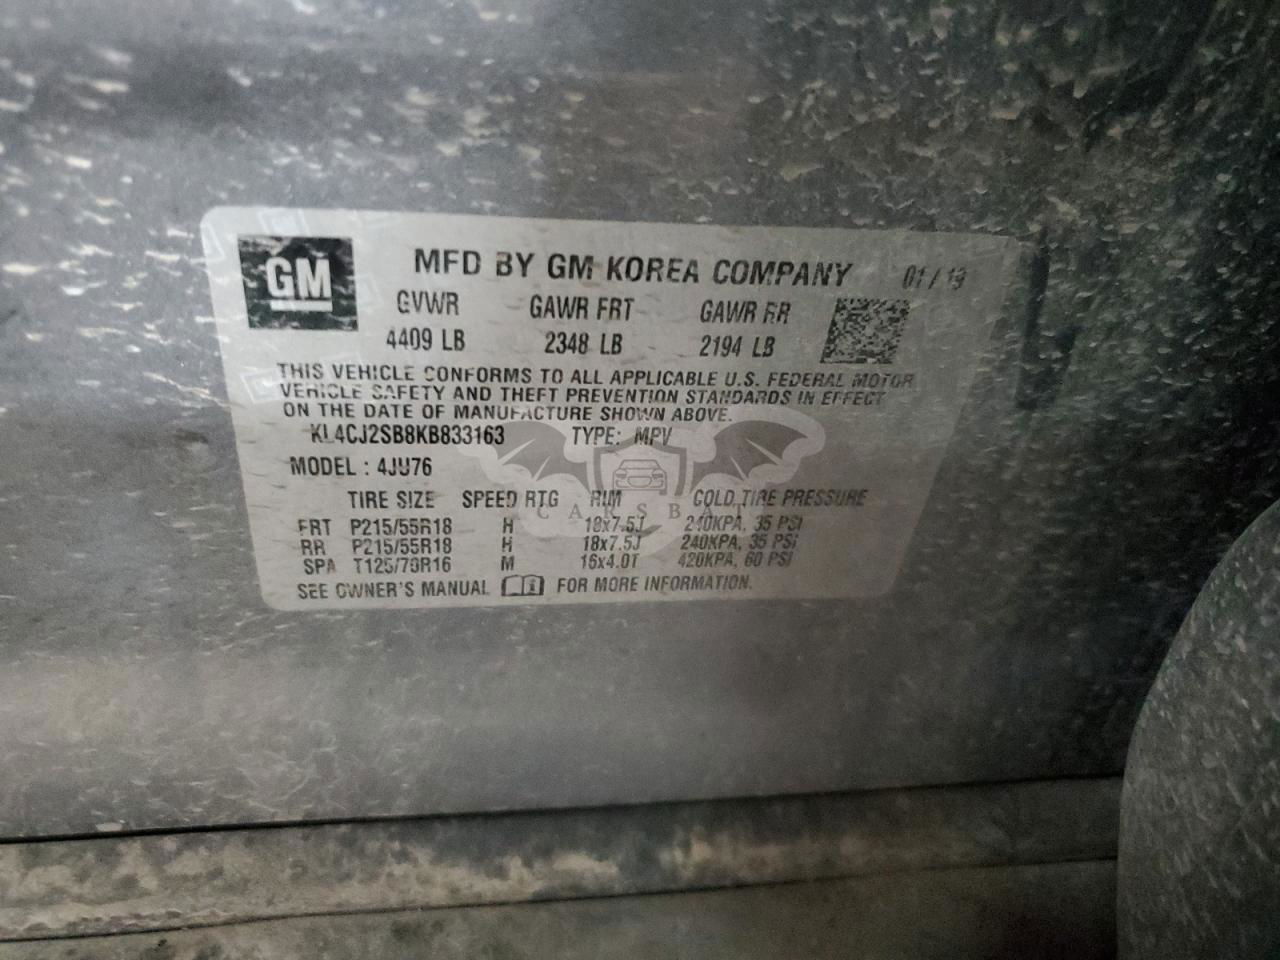 GM
MFD BY GM KOREA COMPANY 01 / 19
GVWR GAWR FRT GAWR RR
4409 LB 2348 LB 2194 LB
THIS VEHICLE CONFORMS TO ALL APPLICABLE U.S. FEDERAL MOTOR
VEHICLE SAFETY AND THEFT PREVENTION STANDARDS IN EFFECT
ON THE DATE OF MANUFACTURE SHOWN ABOVE.
KL4CJ2SB8KB833163 TYPE: MPV
MODEL : 4JU76
TIRE SIZE SPEED RTG RIM COLD TIRE PRESSURE
FRT P215/55R18 H 18x7.5J 240KPA, 35 PSI
RR P215/55R18 H 18x7.5J 240KPA, 35 PSI
SPA T125/70R16 M 16x4.0T 420KPA, 60 PSI
SEE OWNER'S MANUAL FOR MORE INFORMATION.
CARSBAT